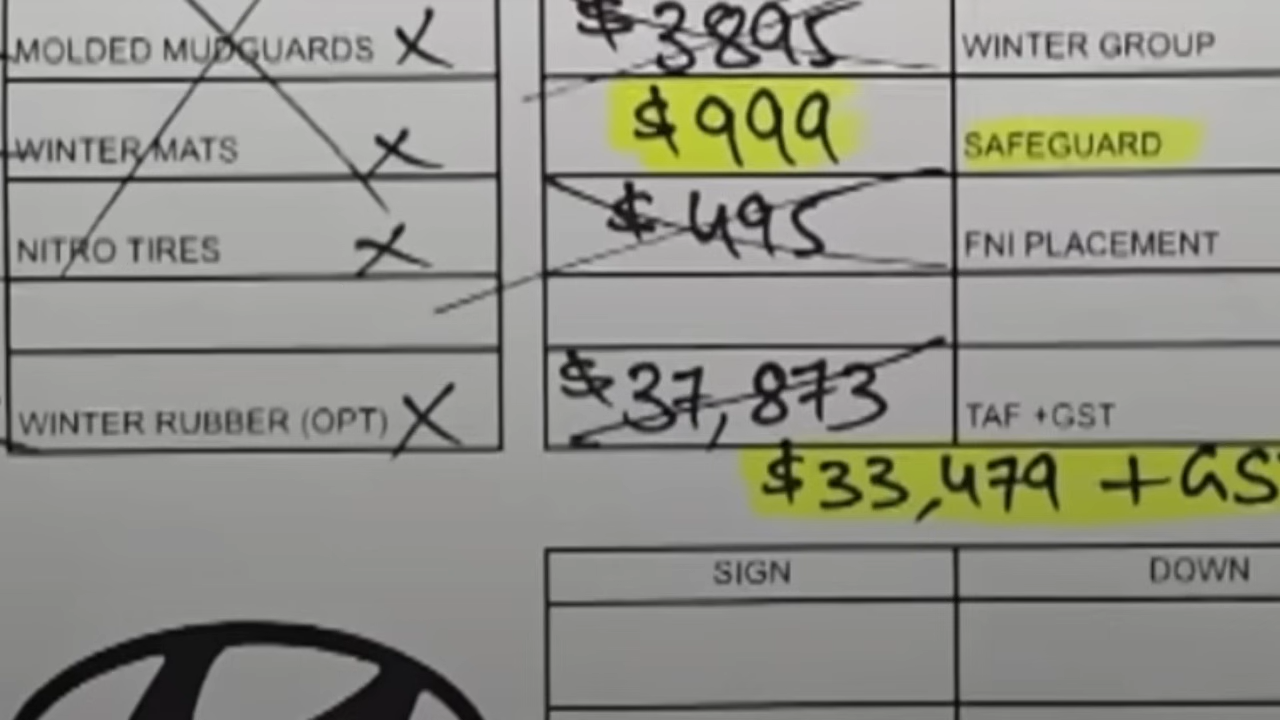 MOLDED MUDGUARDS X $3895 WINTER GROUP
WINTER MATS X $999 SAFEGUARD
NITRO TIRES X $495 FNI PLACEMENT
WINTER RUBBER (OPT) X $37,873 TAF +GST
$33,479 + GS
SIGN DOWN